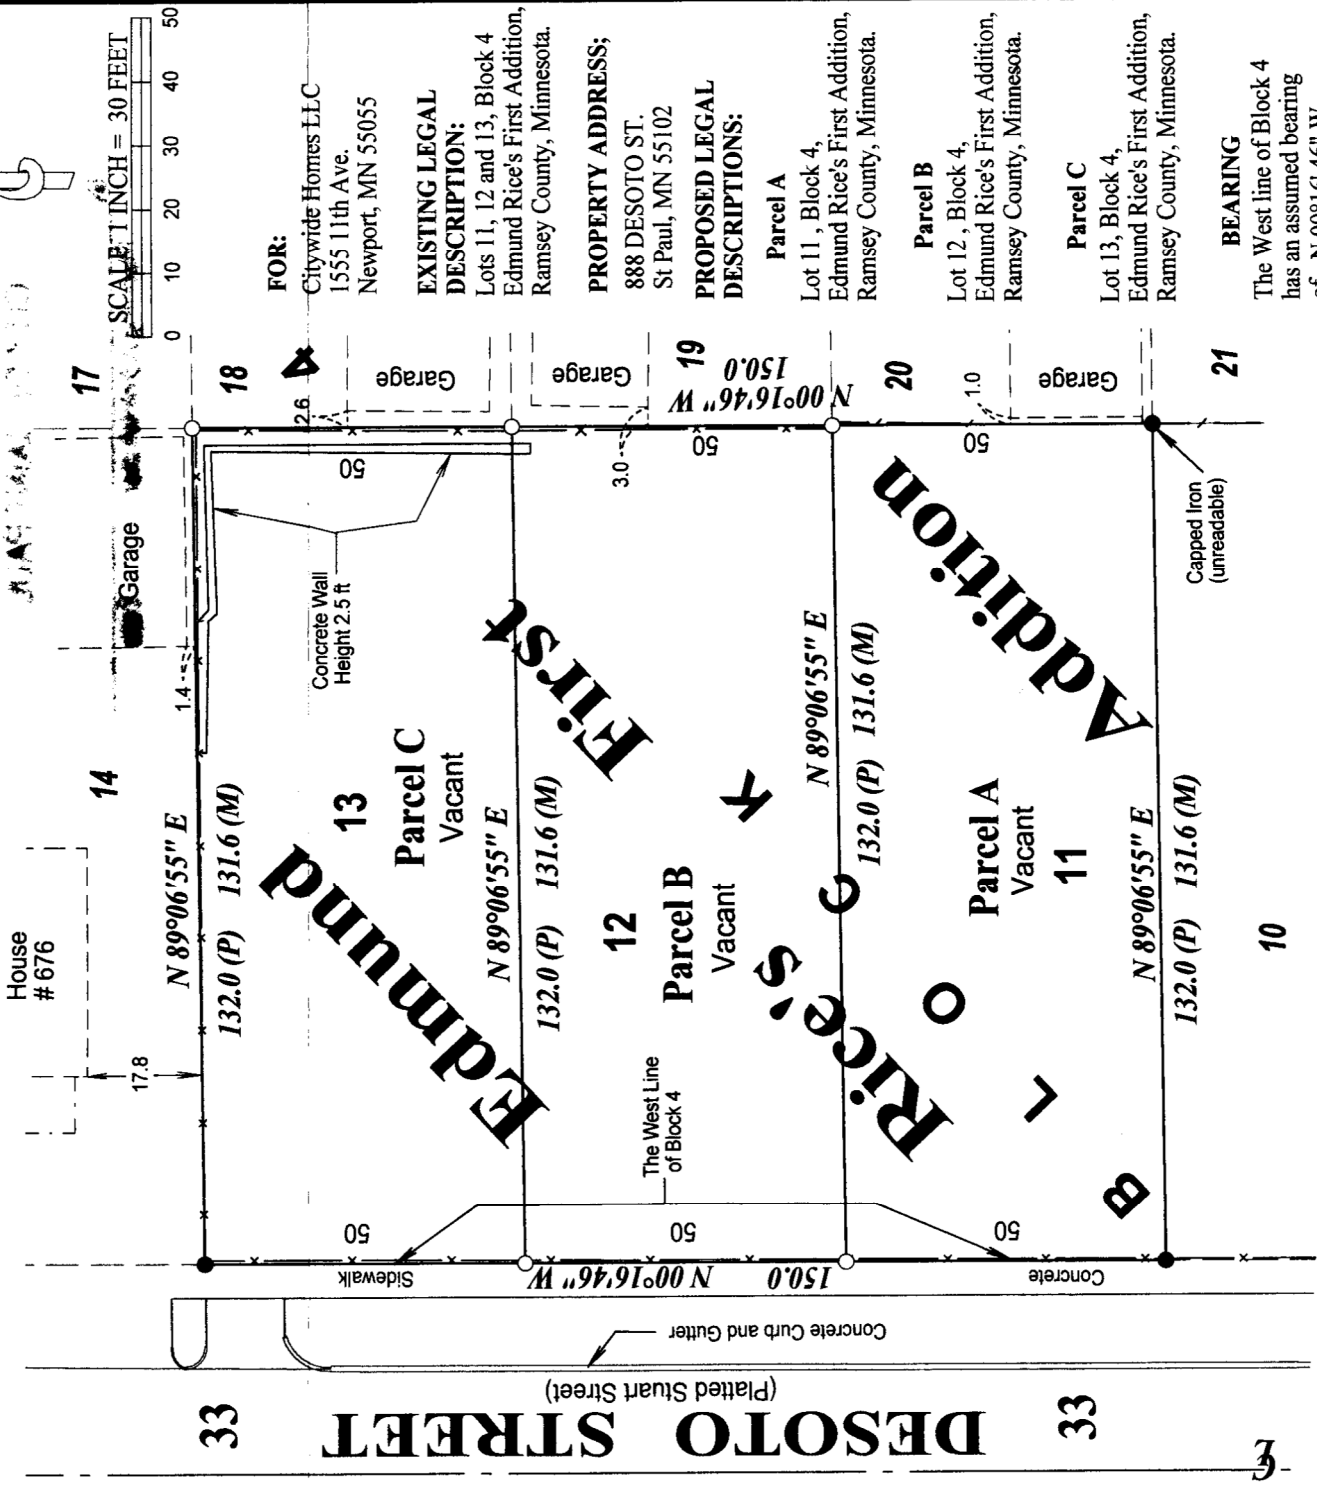 SCALE 1 INCH = 30 FEET
0 10 20 30 40 50
FOR:
Citywide Homes LLC
1555 11th Ave.
Newport, MN 55055
EXISTING LEGAL
DESCRIPTION:
Lots 11, 12 and 13, Block 4
Edmund Rice's First Addition,
Ramsey County, Minnesota.
PROPERTY ADDRESS;
888 DESOTO ST.
St Paul, MN 55102
PROPOSED LEGAL
DESCRIPTIONS:
Parcel A
Lot 11, Block 4,
Edmund Rice's First Addition,
Ramsey County, Minnesota.
Parcel B
Lot 12, Block 4,
Edmund Rice's First Addition,
Ramsey County, Minnesota.
Parcel C
Lot 13, Block 4,
Edmund Rice's First Addition,
Ramsey County, Minnesota.
BEARING
The West line of Block 4
has an assumed bearing
of N 00°16'46" W
17
18
4
19
20
21
Garage
Garage
Garage
Garage
2.6
3.0
1.0
1.4
N 00°16'46" W
150.0
50
50
50
14
House
# 676
17.8
Concrete Wall
Height 2.5 ft
N 89°06'55" E
132.0 (P) 131.6 (M)
13
Parcel C
Vacant
N 89°06'55" E
132.0 (P) 131.6 (M)
12
Parcel B
Vacant
N 89°06'55" E
132.0 (P) 131.6 (M)
Parcel A
Vacant
11
N 89°06'55" E
132.0 (P) 131.6 (M)
10
Capped Iron
(unreadable)
Edmund
Rice's
First
Addition
BLOCK
The West Line
of Block 4
50
50
50
Sidewalk
N 00°16'46" W
150.0
Concrete
Concrete Curb and Gutter
(Platted Stuart Street)
DESOTO STREET
33
33
℄